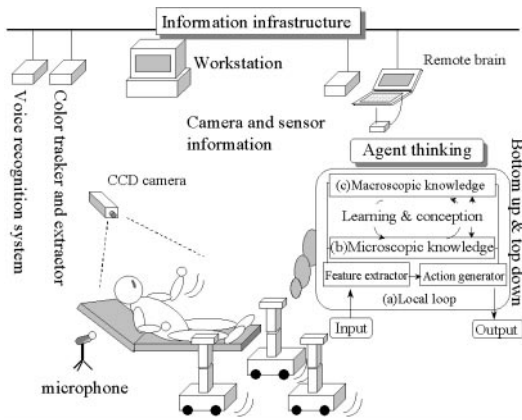 Information infrastructure
Workstation
Remote brain
Voice recognition system
Color tracker and extractor
Camera and sensor
information
CCD camera
microphone
Agent thinking
(c)Macroscopic knowledge
Learning & conception
(b)Microscopic knowledge
Feature extractor
Action generator
(a)Local loop
Input
Output
Bottom up & top down